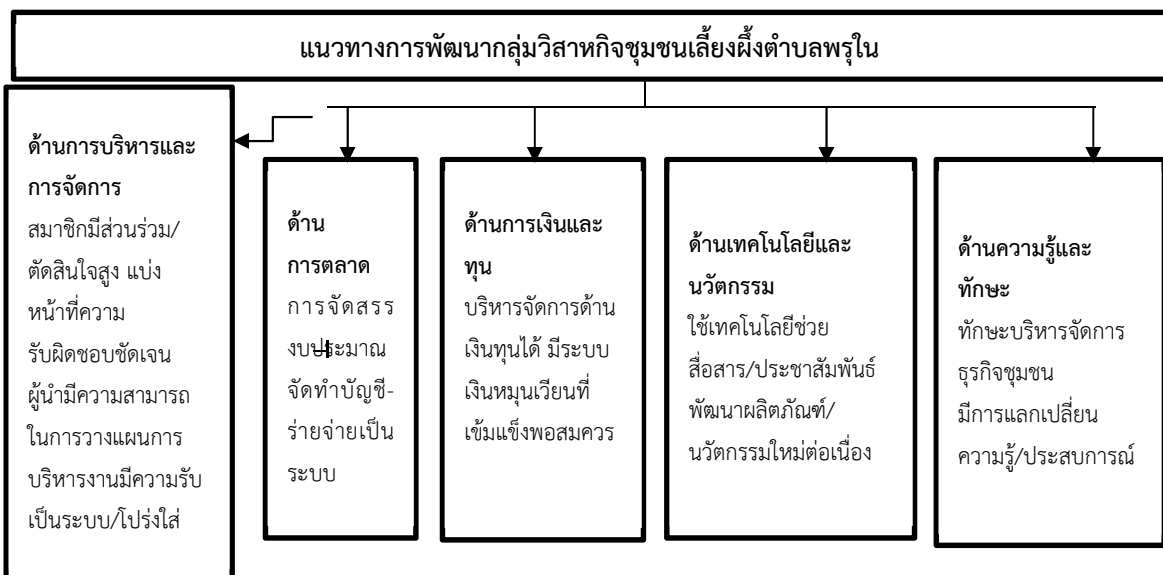 แนวทางการพัฒนากลุ่มวิสาหกิจชุมชนเลี้ยงผึ้งตำบลพรุใน
ด้านการบริหารและ
การจัดการ
สมาชิกมีส่วนร่วม/
ตัดสินใจสูง แบ่ง
หน้าที่ความ
รับผิดชอบชัดเจน
ผู้นำมีความสามารถ
ในการวางแผนการ
บริหารงานมีความรับ
เป็นระบบ/โปร่งใส่
ด้าน
การตลาด
การจัดสรร
งบประมาณ
จัดทำบัญชี-
ร่ายจ่ายเป็น
ระบบ
ด้านการเงินและ
ทุน
บริหารจัดการด้าน
เงินทุนได้ มีระบบ
เงินหมุนเวียนที่
เข้มแข็งพอสมควร
ด้านเทคโนโลยีและ
นวัตกรรม
ใช้เทคโนโลยีช่วย
สื่อสาร/ประชาสัมพันธ์
พัฒนาผลิตภัณฑ์/
นวัตกรรมใหม่ต่อเนื่อง
ด้านความรู้และ
ทักษะ
ทักษะบริหารจัดการ
ธุรกิจชุมชน
มีการแลกเปลี่ยน
ความรู้/ประสบการณ์